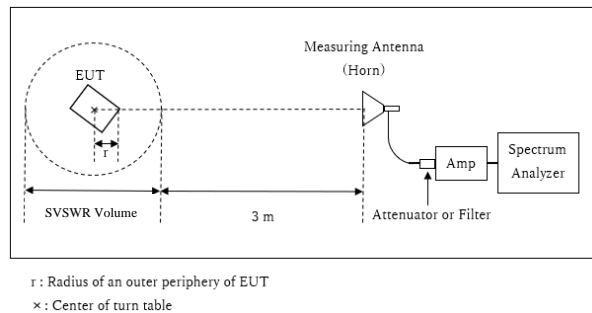 Measuring Antenna
(Horn)
EUT
r
Amp
Spectrum
Analyzer
SVSWR Volume
3 m
Attenuator or Filter
r : Radius of an outer periphery of EUT
× : Center of turn table